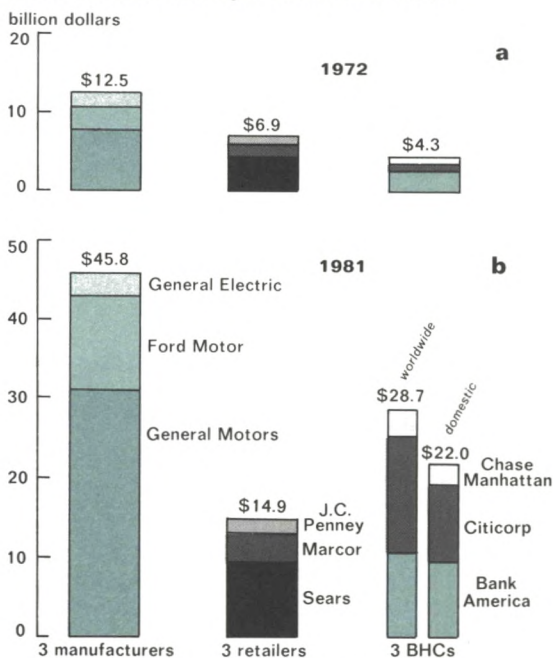 billion dollars
20
a
1972
$12.5
10
$6.9
$4.3
0
50
$45.8
1981
b
General Electric
40
worldwide
Ford Motor
domestic
30
$28.7
General Motors
$22.0
20
Chase
Manhattan
$14.9
J.C.
Penney
Citicorp
Marcor
10
Sears
Bank
America
0
3 manufacturers
3 retailers
3 BHCs